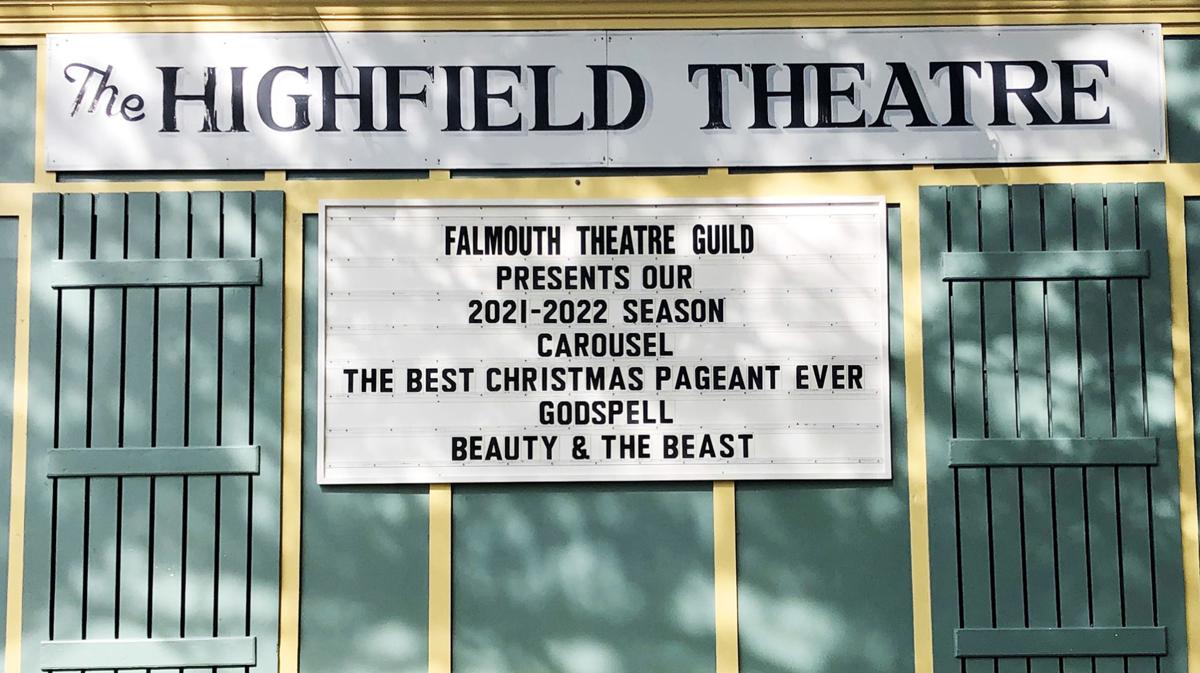 The HIGHFIELD THEATRE
FALMOUTH THEATRE GUILD
PRESENTS OUR
2021-2022 SEASON
CAROUSEL
THE BEST CHRISTMAS PAGEANT EVER
GODSPELL
BEAUTY & THE BEAST